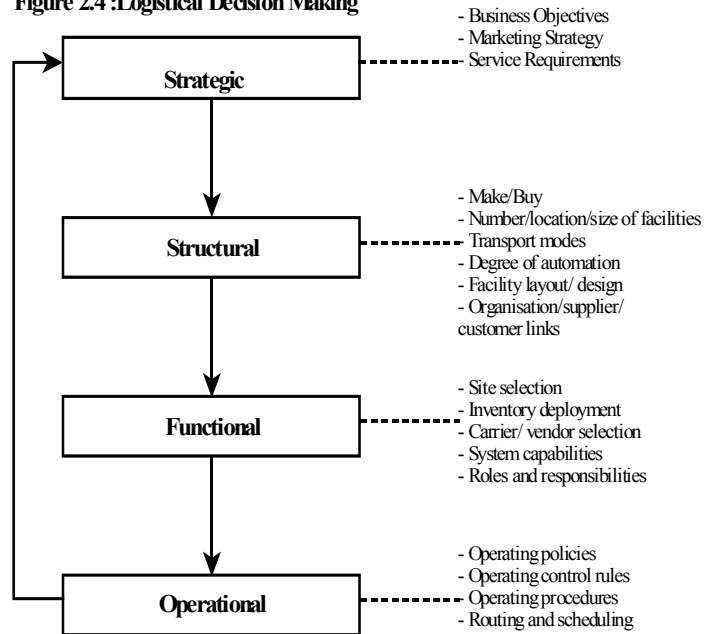 Figure 2.4 :Logistical Decision Making
- Business Objectives
- Marketing Strategy
- Service Requirements
Strategic
- Make/Buy
- Number/location/size of facilities
- Transport modes
- Degree of automation
- Facility layout/ design
- Organisation/supplier/
customer links
Structural
- Site selection
- Inventory deployment
- Carrier/ vendor selection
- System capabilities
- Roles and responsibilities
Functional
- Operating policies
- Operating control rules
- Operating procedures
- Routing and scheduling
Operational